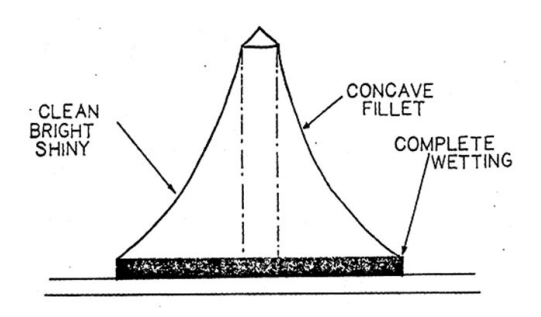 CLEAN
BRIGHT
SHINY
CONCAVE
FILLET
COMPLETE
WETTING